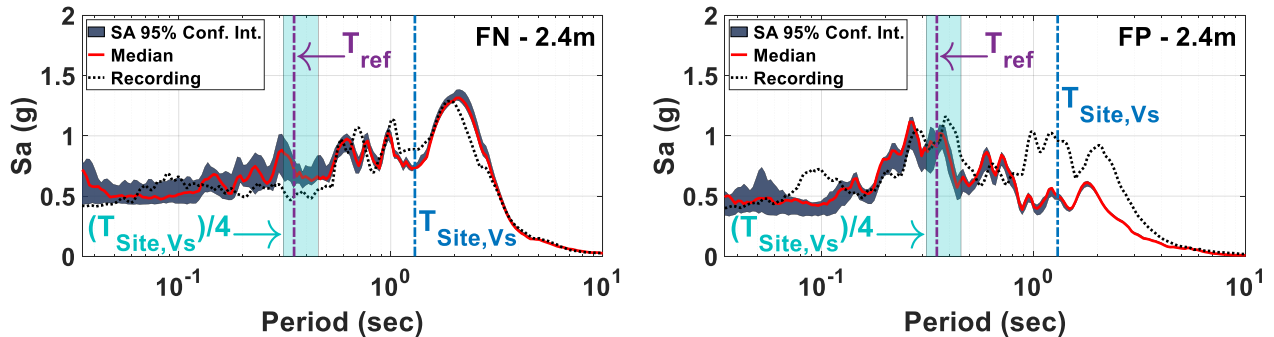 2
1.5
1
0.5
0
Sa (g)
SA 95% Conf. Int.
Median
Recording
FN - 2.4m
T_ref
(T_Site,Vs)/4
T_Site,Vs
10^-1
10^0
10^1
Period (sec)
2
1.5
1
0.5
0
Sa (g)
SA 95% Conf. Int.
Median
Recording
FP - 2.4m
T_ref
T_Site,Vs
(T_Site,Vs)/4
10^-1
10^0
10^1
Period (sec)